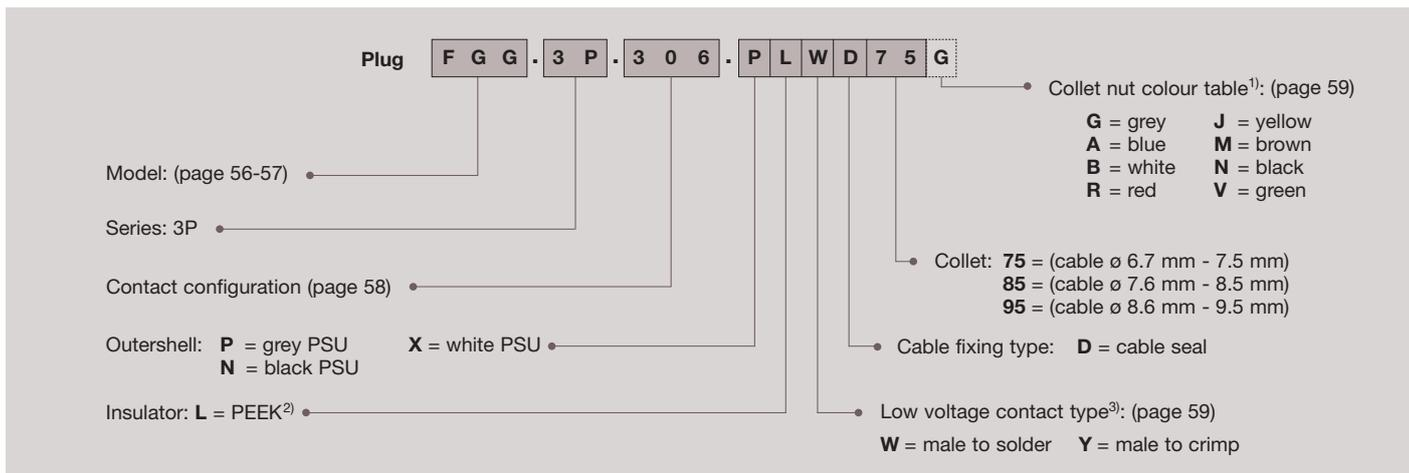 Plug F G G . 3 P . 3 0 6 . P L W D 7 5 G
Collet nut colour table1): (page 59)
G = grey J = yellow
A = blue M = brown
B = white N = black
R = red V = green
Model: (page 56-57)
Series: 3P
Collet: 75 = (cable ø 6.7 mm - 7.5 mm)
85 = (cable ø 7.6 mm - 8.5 mm)
95 = (cable ø 8.6 mm - 9.5 mm)
Contact configuration (page 58)
Outershell: P = grey PSU X = white PSU
N = black PSU
Cable fixing type: D = cable seal
Insulator: L = PEEK2)
Low voltage contact type3): (page 59)
W = male to solder Y = male to crimp